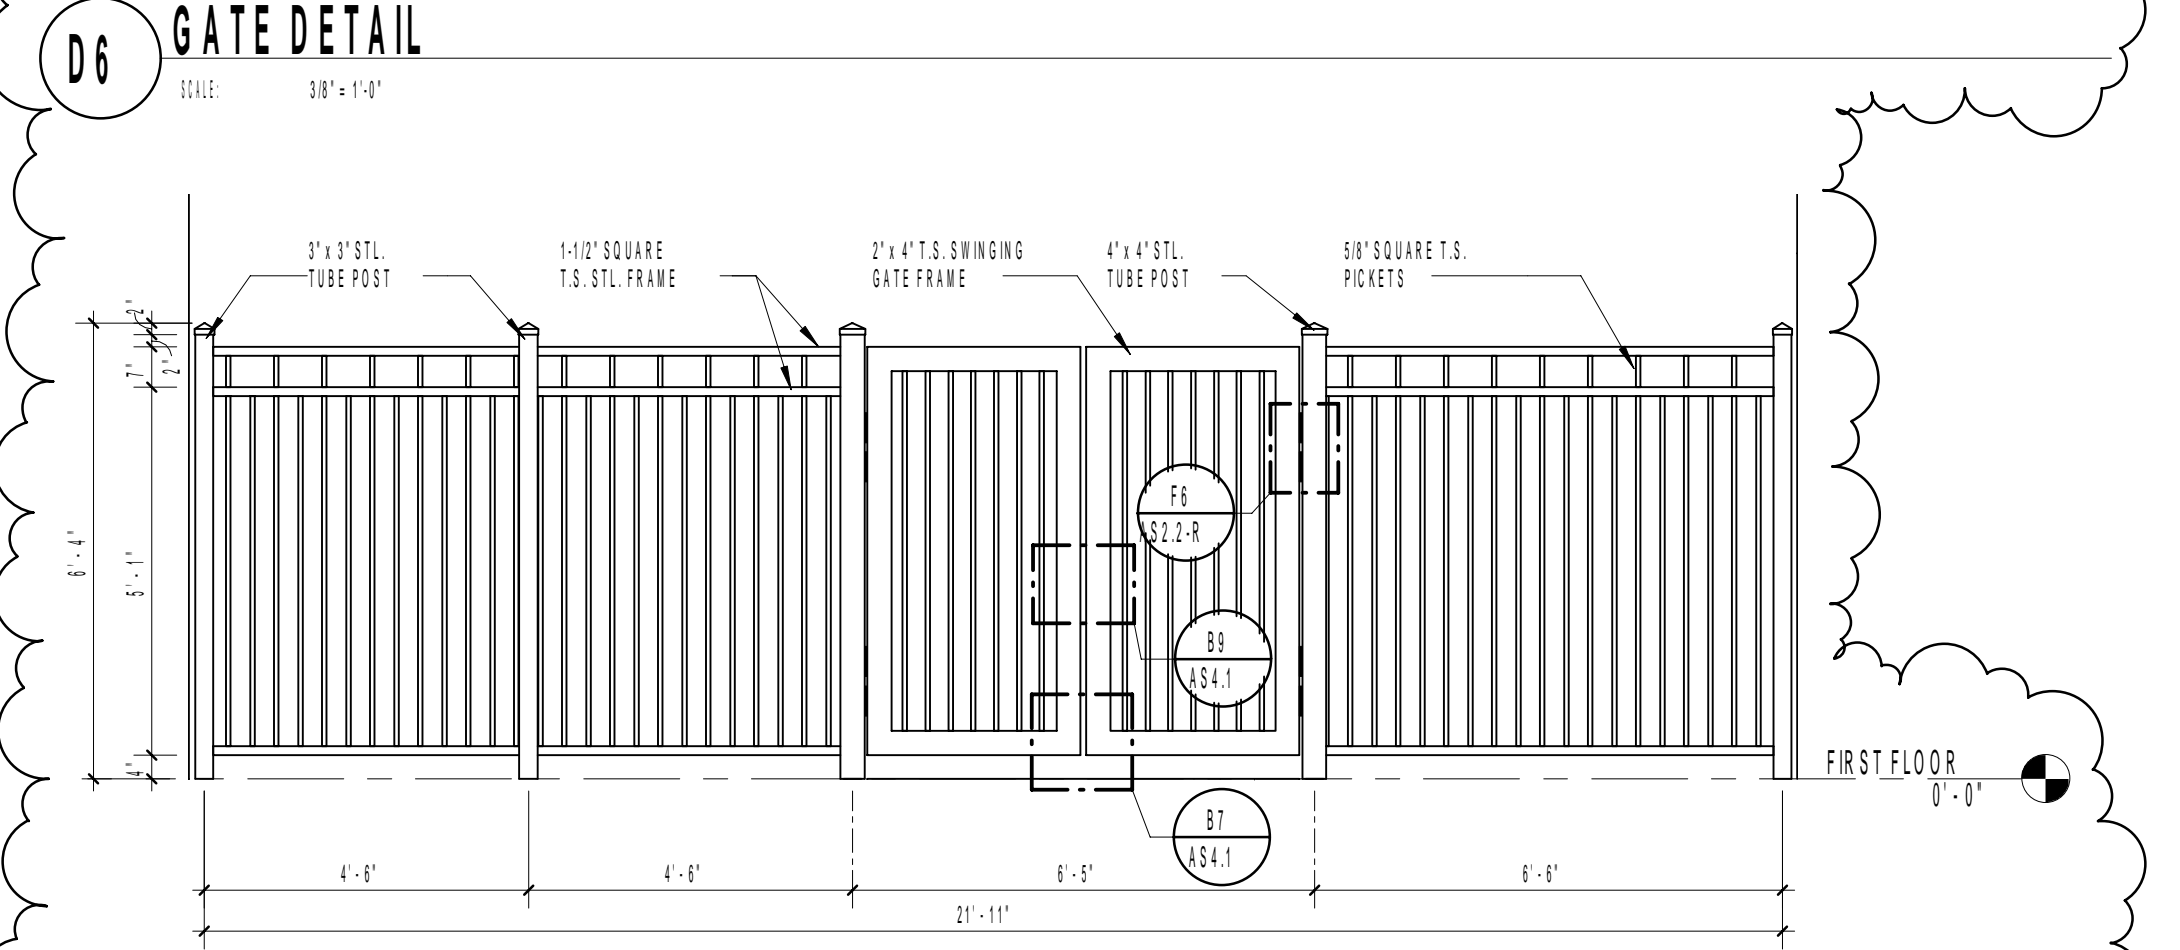 D6
GATE DETAIL
SCALE: 3/8" = 1'-0"
3" x 3" STL.
TUBE POST
1-1/2" SQUARE
T.S. STL. FRAME
2" x 4" T.S. SWINGING
GATE FRAME
4" x 4" STL.
TUBE POST
5/8" SQUARE T.S.
PICKETS
2"
2"
7"
6' - 4"
5' - 1"
4"
F6
AS2.2-R
B9
AS4.1
B7
AS4.1
FIRST FLOOR
0' - 0"
4' - 6"
4' - 6"
6' - 5"
6' - 6"
21' - 11"